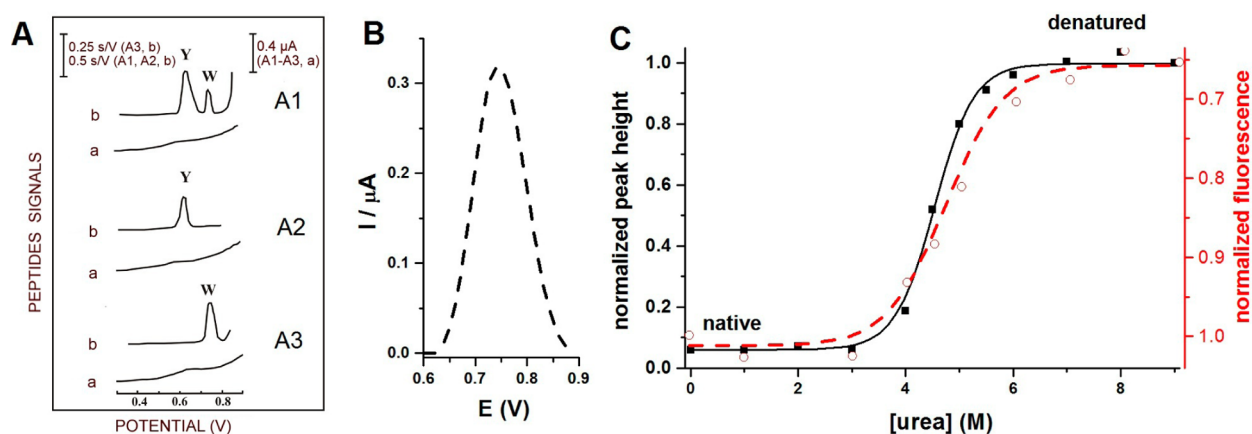 A
0.25 s/V (A3, b)
0.5 s/V (A1, A2, b)
0.4 µA
(A1-A3, a)
Y
W
b
a
A1
Y
b
a
A2
W
b
a
A3
PEPTIDES SIGNALS
0.4 0.6 0.8
POTENTIAL (V)
B
I / µA
0.3
0.2
0.1
0.0
0.6 0.7 0.8 0.9
E (V)
C
denatured
native
normalized peak height
1.0
0.8
0.6
0.4
0.2
0.0
0 2 4 6 8
[urea] (M)
0.7
0.8
0.9
1.0
normalized fluorescence